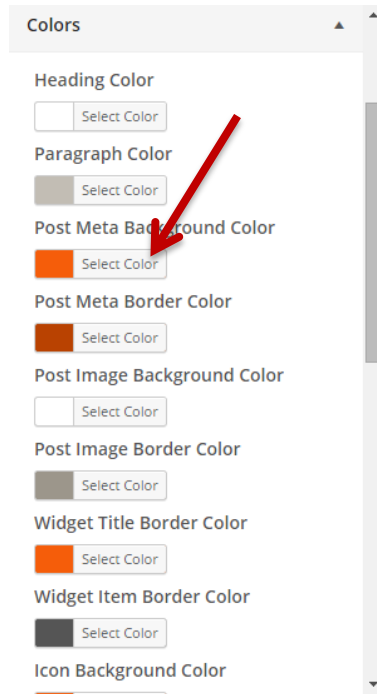 Colors
Heading Color
Select Color
Paragraph Color
Select Color
Post Meta Background Color
Select Color
Post Meta Border Color
Select Color
Post Image Background Color
Select Color
Post Image Border Color
Select Color
Widget Title Border Color
Select Color
Widget Item Border Color
Select Color
Icon Background Color